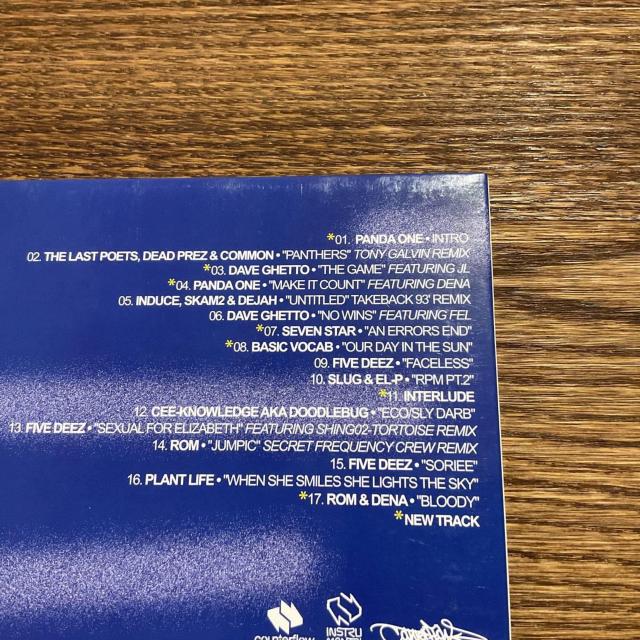 *01. PANDA ONE • INTRO
02. THE LAST POETS, DEAD PREZ & COMMON • "PANTHERS" TONY GALVIN REMIX
*03. DAVE GHETTO • "THE GAME" FEATURING JL
*04. PANDA ONE • "MAKE IT COUNT" FEATURING DENA
05. INDUCE, SKAM2 & DEJAH • "UNTITLED" TAKEBACK 93' REMIX
06. DAVE GHETTO • "NO WINS" FEATURING FEL
*07. SEVEN STAR • "AN ERRORS END"
*08. BASIC VOCAB • "OUR DAY IN THE SUN"
09. FIVE DEEZ • "FACELESS"
10. SLUG & EL-P • "RPM PT.2"
*11. INTERLUDE
12. CEE-KNOWLEDGE AKA DOODLEBUG • "ECO/SLY DARB"
13. FIVE DEEZ • "SEXUAL FOR ELIZABETH" FEATURING SHING02-TORTOISE REMIX
14. ROM • "JUMPIC" SECRET FREQUENCY CREW REMIX
15. FIVE DEEZ • "SORIEE"
16. PLANT LIFE • "WHEN SHE SMILES SHE LIGHTS THE SKY"
*17. ROM & DENA • "BLOODY"
*NEW TRACK
counterflow
INSTRU